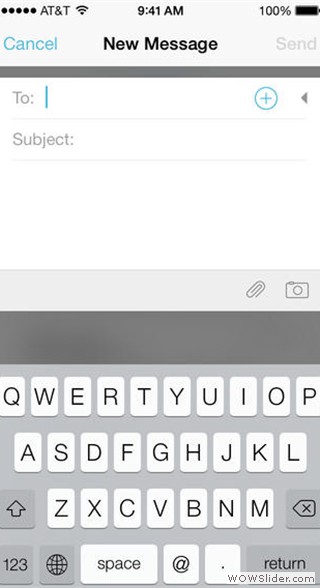 AT&T 9:41 AM 100%
Cancel New Message Send
To:
Subject:
Q W E R T Y U I O P
A S D F G H J K L
Z X C V B N M
123 space @ . return
WOWSlider.com